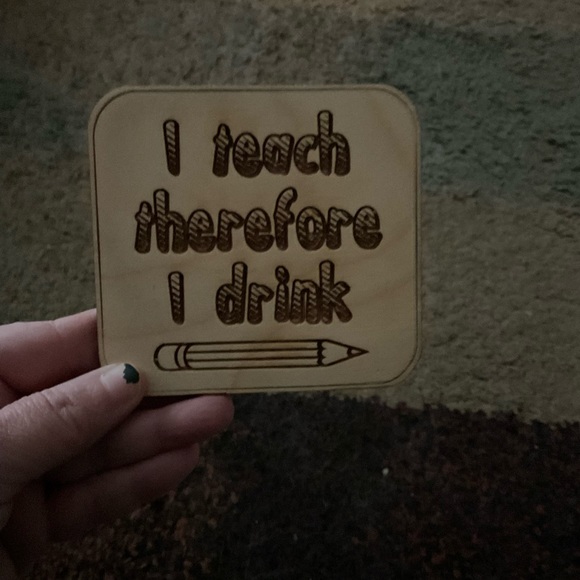 I teach
therefore
I drink